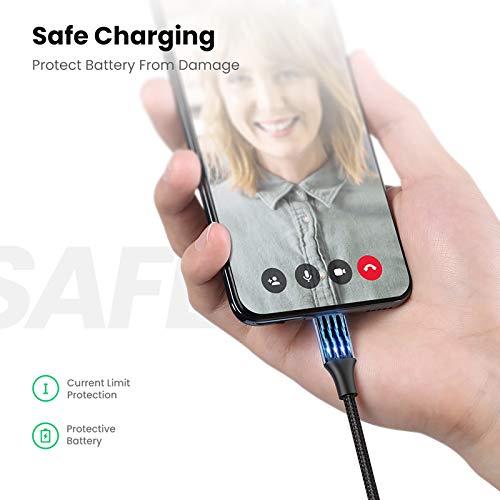 Safe Charging
Protect Battery From Damage
SAFE
Current Limit
Protection
Protective
Battery